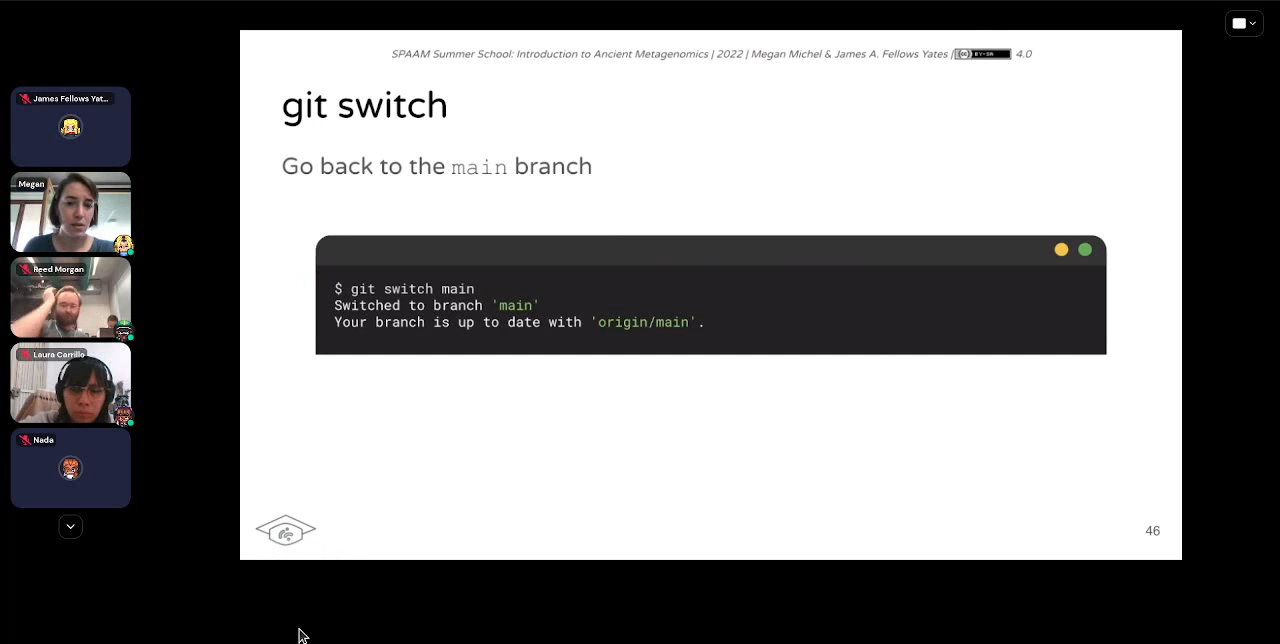 SPAAM Summer School: Introduction to Ancient Metagenomics | 2022 | Megan Michel & James A. Fellows Yates | BY-SA 4.0
git switch
Go back to the main branch
$ git switch main
Switched to branch 'main'
Your branch is up to date with 'origin/main'.
46
James Fellows Yat...
Megan
Reed Morgan
Laura Carrillo
Nada